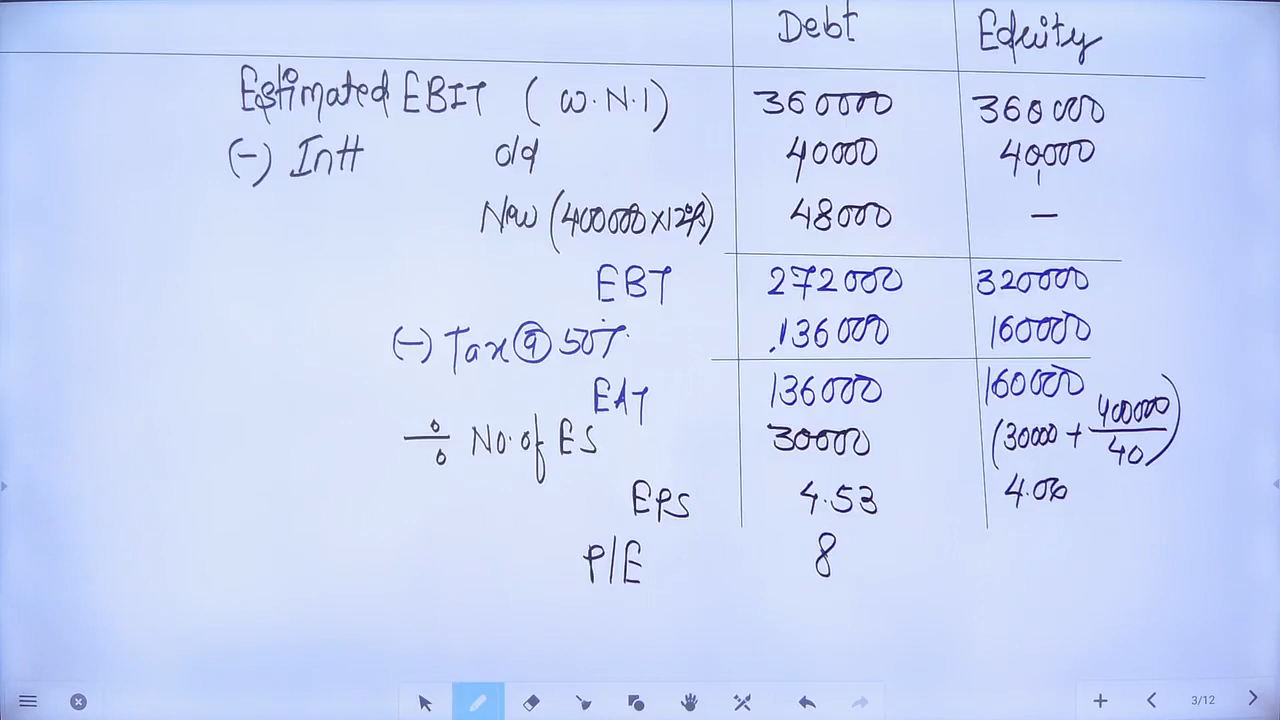 Debt Equity
Estimated EBIT (W.N.1) 360000 360000
(-) Intt old 40000 40,000
New (400000 x 12%) 48000 —
EBT 272000 320000
(-) Tax @ 50% 136000 160000
EAT 136000 160000
÷ No. of ES 30000 (30000 + 400000/40)
EPS 4.53 4.00
P/E 8
3/12